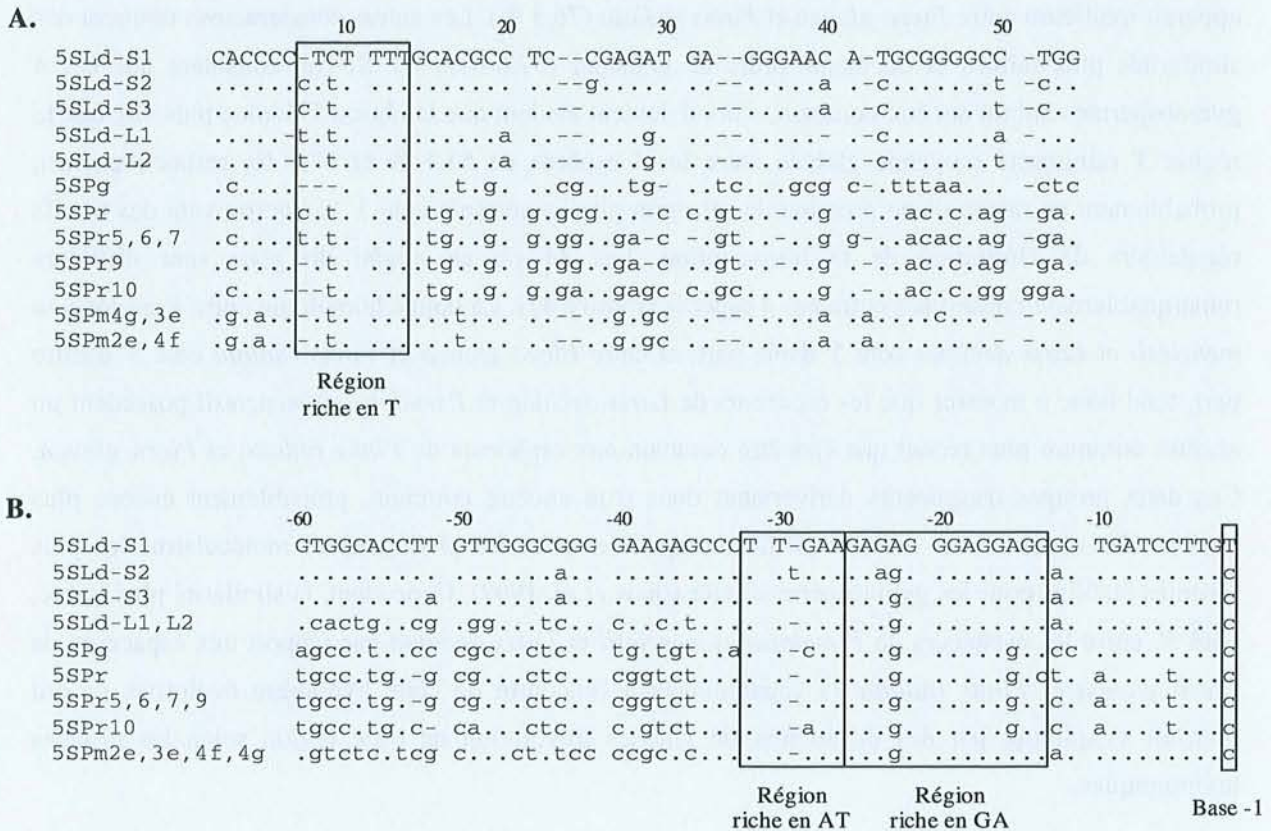 A.
10 20 30 40 50
5SLd-S1 CACCCC-TCT TTTGCACGCC TC--CGAGAT GA--GGGAAC A-TGCGGGGC C-TGG
5SLd-S2 ......c.t. .......... ....--g... ....--...a ..-c...... t.-c.
5SLd-S3 ......c.t. .......... ....--.... ....--...a ..-c...... t.-c.
5SLd-L1 .....-t.t. .......... a...--.... g...--.... ..-c...... a.-..
5SLd-L2 ......t.t. .......... a...--.... g...--.... ..-c...... ..-..
5SPg .c....---. ......t.g. ..cg..tg- ..tc...gcg c-.tttaa. ..-ctc
5SPr .c....c.t. ....tg..g. g.gcg..-gc c.gt...-.g .-..ac.c.ag -ga.
5SPr5,6,7 .c....t.t. ....tg..g. g.gg..ga-c -.gt...-.g g-..acac.ag -ga.
5SPr9 .c....-.t. ....tg..g. g.gg..ga-c -.gt...-.g .-..ac.c.ag -ga.
5SPr10 .c...---t. ....tg..g. g.ga..gagc c.gc...-.g .-..ac.c.gg gga.
5SPm4g,3e .g.a..-.t. ......t... ....--.... g.gc..--.. .a..a...c. ..-..
5SPm2e,4f .g.a..-.t. .......... ....--..g. ggc...--.. .a.a...... ..-..
Région
riche en T
B.
-60 -50 -40 -30 -20 -10
5SLd-S1 GTGGCACCTT GTTGGGCGGG GAAGAGCCCT T-GAAGAGAG GGAGGAGGGG TGATCCTTGT
5SLd-S2 .......... ......a... .......... .t....ag.. ........a. .........c
5SLd-S3 ........a. ......a... .......... .-.....g.. ........a. .........c
5SLd-L1,L2 .cactg..cg ..gg...tc. ..c..c.t.. .-.....g.. ........a. .........c
5SPg agcc.t..cc cgc...ctc. .tg.tgt..a .-..c..g.. .....g.cc. .........c
5SPr tgcc.tg.-g cg...ctc.. .cggtct... .-.....g.. .....g.ct. a....t...c
5SPr5,6,7,9 tgcc.tg.-g cg...ctc.. .cggtct... .-.....g.. .....g.c.. a....t...c
5SPr10 tgcc.tgc-. ga...ctc.. c.cgtct... .-a....g.. .....g.c.. a....t...c
5SPm2e,3e,4f,4g .gtctc.tcg c...ct.tcc cgc.c..... .-.....g.. ........a. .........c
Région
riche en AT
Région
riche en GA
Base -1